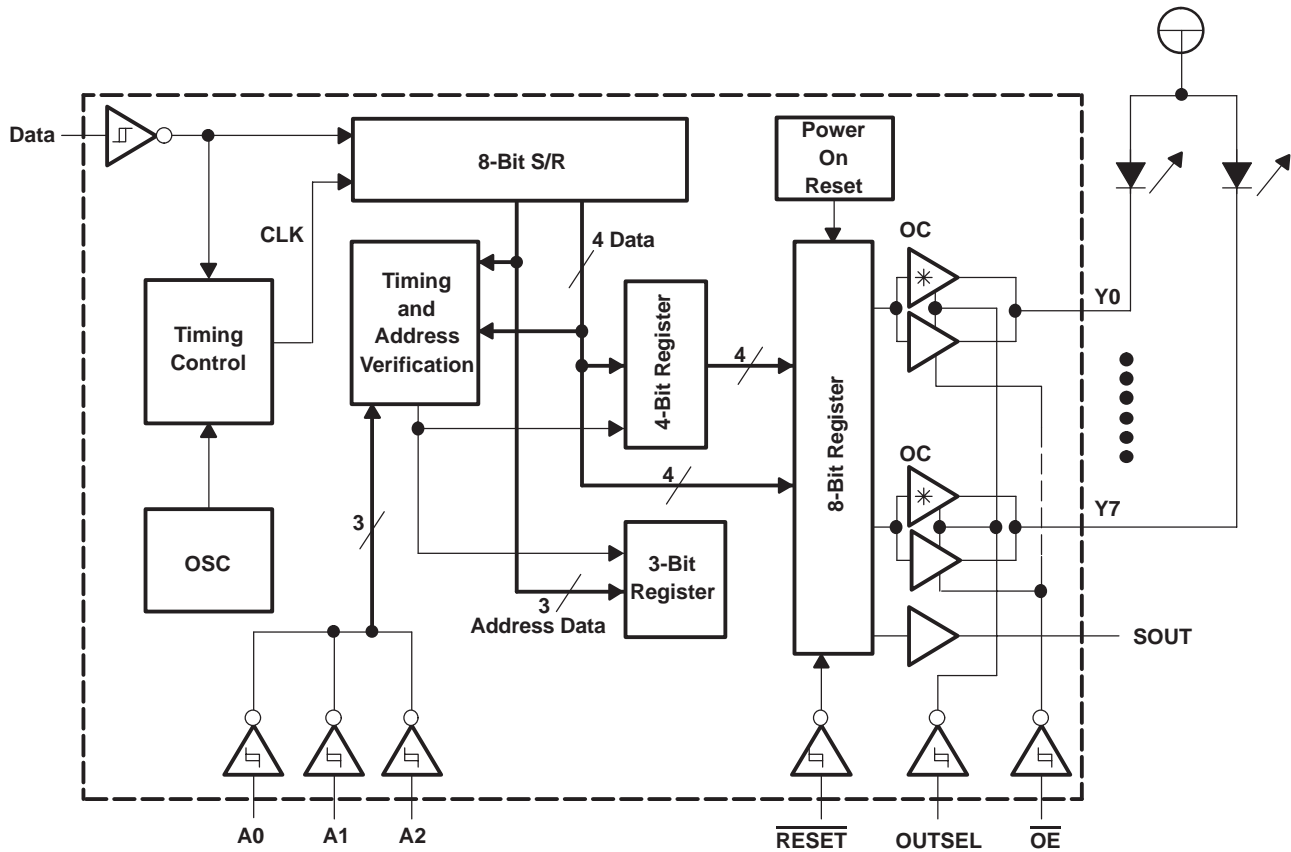 Data
8-Bit S/R
Power
On
Reset
CLK
4 Data
OC
Timing
and
Address
Verification
Timing
Control
4-Bit Register
4
8-Bit Register
Y0
OC
4
Y7
3
OSC
3-Bit
Register
3
Address Data
SOUT
A0
A1
A2
RESET
OUTSEL
OE